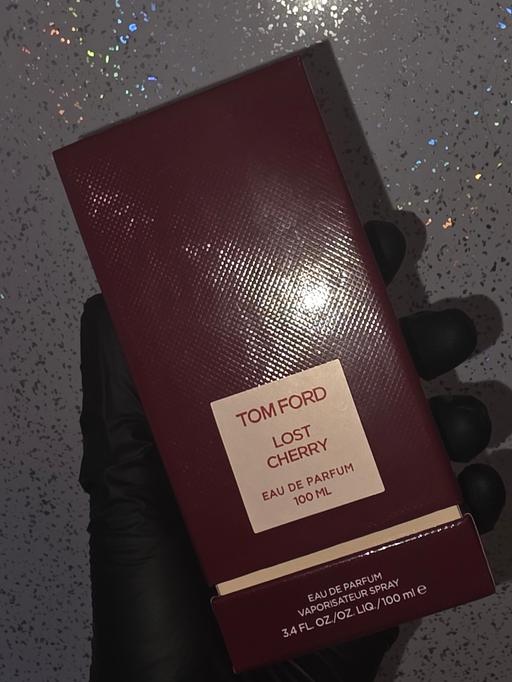 TOM FORD
LOST
CHERRY
EAU DE PARFUM
100 ML
EAU DE PARFUM
VAPORISATEUR SPRAY
3.4 FL. OZ./OZ. LIQ./100 ml ℮